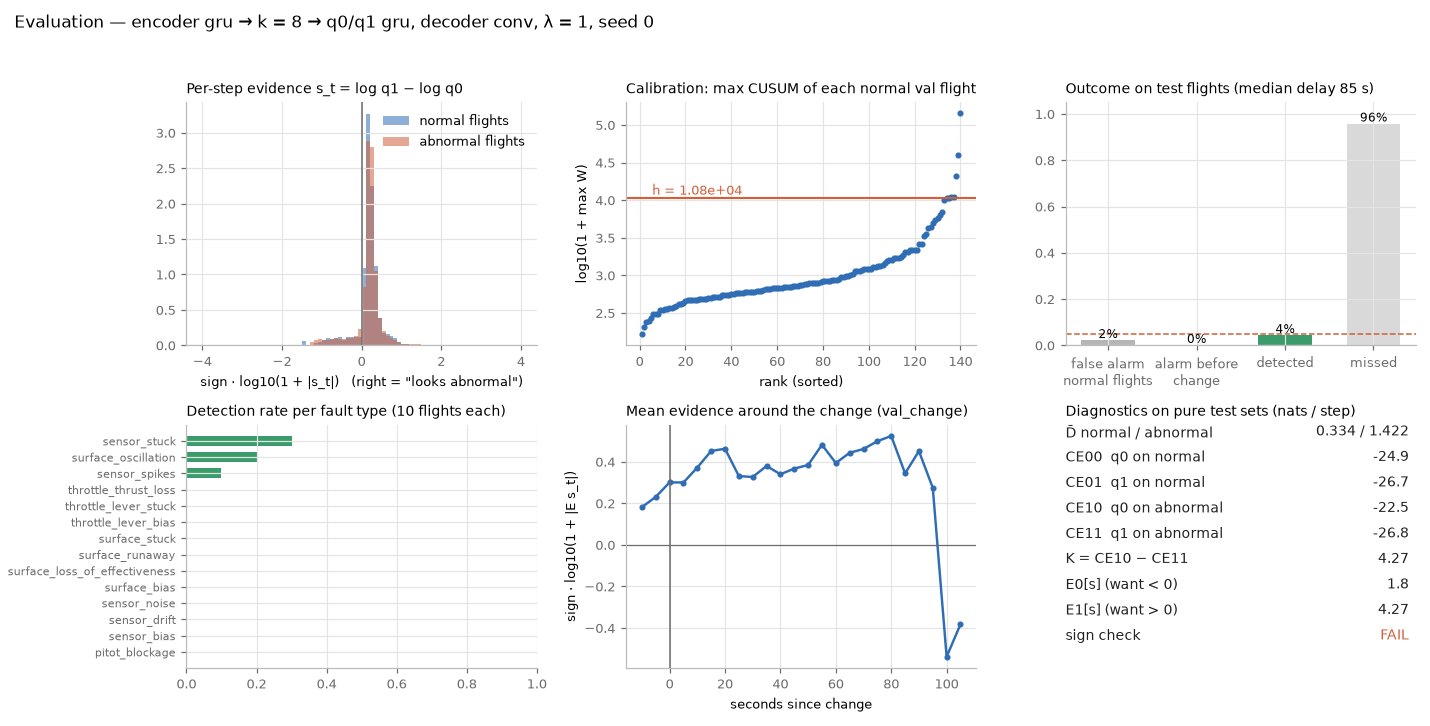 Evaluation — encoder gru → k = 8 → q0/q1 gru, decoder conv, λ = 1, seed 0
Per-step evidence s_t = log q1 − log q0
normal flights
abnormal flights
3.0
2.5
2.0
1.5
1.0
0.5
0.0
−4
−2
0
2
4
sign · log10(1 + |s_t|)   (right = "looks abnormal")
Calibration: max CUSUM of each normal val flight
h = 1.08e+04
log10(1 + max W)
5.0
4.5
4.0
3.5
3.0
2.5
0
20
40
60
80
100
120
140
rank (sorted)
Outcome on test flights (median delay 85 s)
1.0
0.8
0.6
0.4
0.2
0.0
2%
0%
4%
96%
false alarm
normal flights
alarm before
change
detected
missed
Detection rate per fault type (10 flights each)
sensor_stuck
surface_oscillation
sensor_spikes
throttle_thrust_loss
throttle_lever_stuck
throttle_lever_bias
surface_stuck
surface_runaway
surface_loss_of_effectiveness
surface_bias
sensor_noise
sensor_drift
sensor_bias
pitot_blockage
0.0
0.2
0.4
0.6
0.8
1.0
Mean evidence around the change (val_change)
sign · log10(1 + |E s_t|)
0.4
0.2
0.0
−0.2
−0.4
0
20
40
60
80
100
seconds since change
Diagnostics on pure test sets (nats / step)
D̄ normal / abnormal 0.334 / 1.422
CE00  q0 on normal -24.9
CE01  q1 on normal -26.7
CE10  q0 on abnormal -22.5
CE11  q1 on abnormal -26.8
K = CE10 − CE11 4.27
E0[s] (want < 0) 1.8
E1[s] (want > 0) 4.27
sign check FAIL